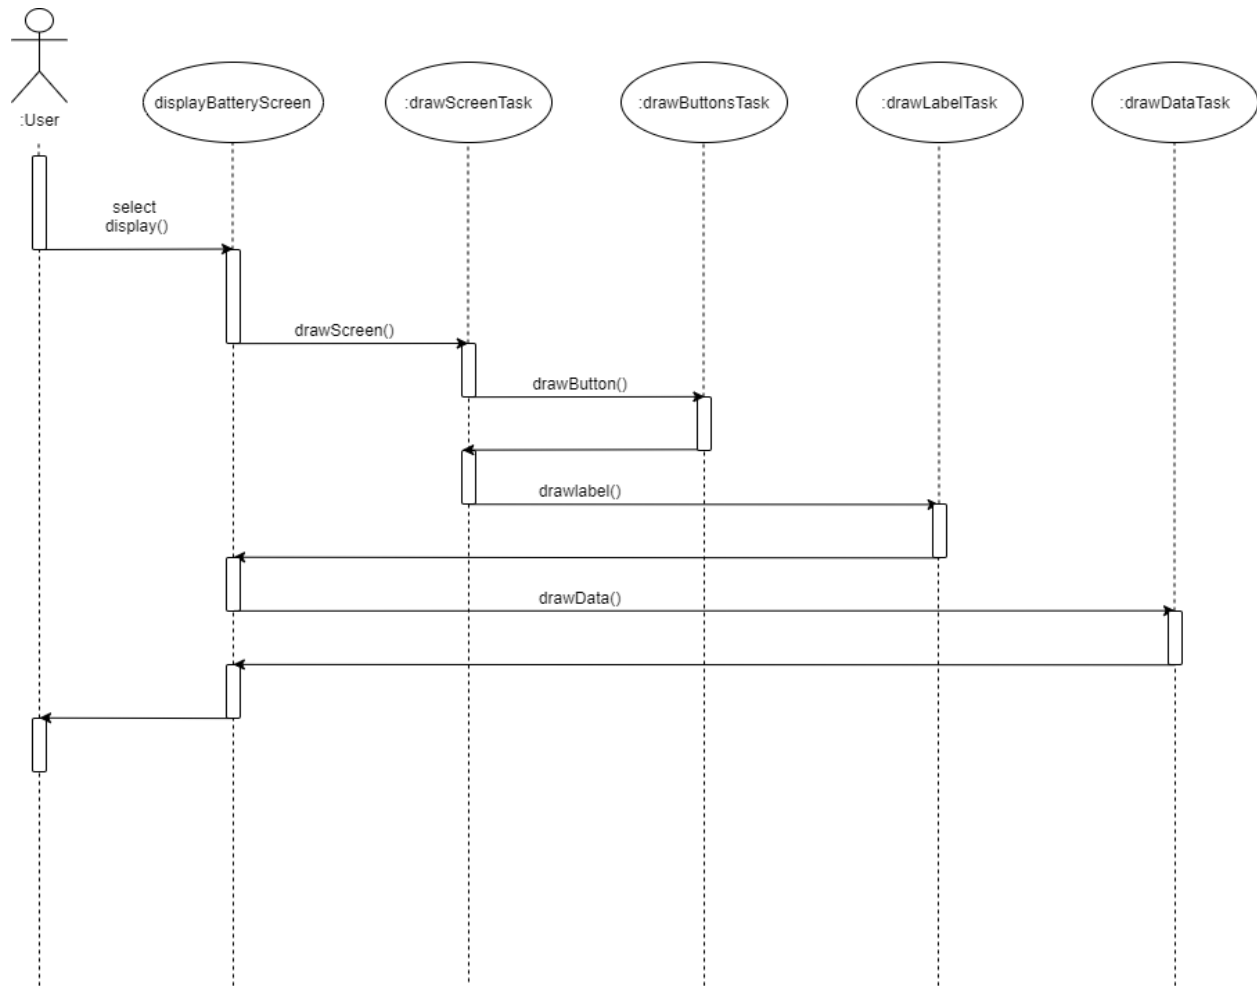 :User
displayBatteryScreen
:drawScreenTask
:drawButtonsTask
:drawLabelTask
:drawDataTask
select
display()
drawScreen()
drawButton()
drawlabel()
drawData()